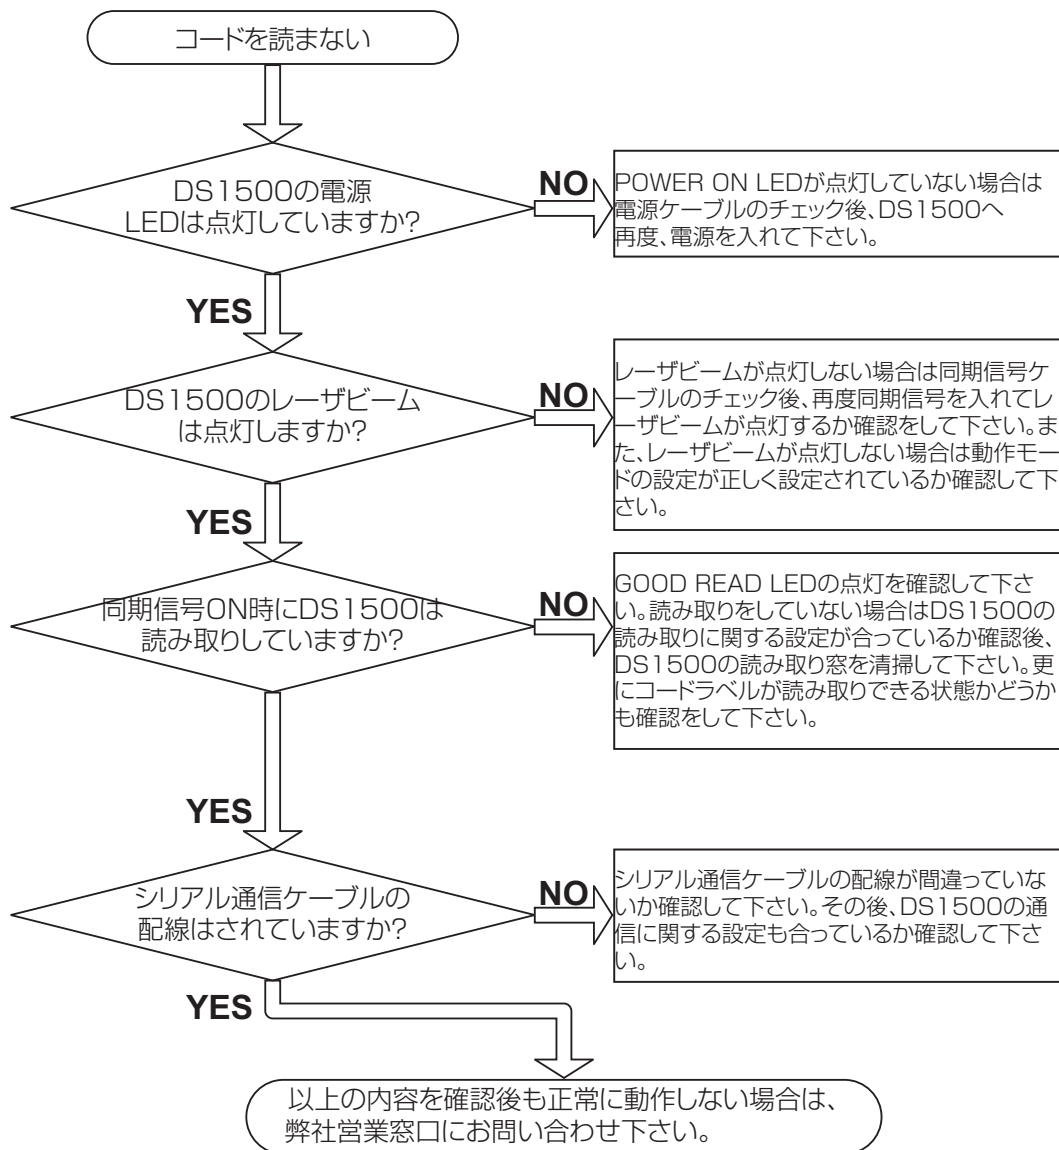 コードを読まない
DS1500の電源
LEDは点灯していますか?
NO
POWER ON LEDが点灯していない場合は
電源ケーブルのチェック後、DS1500へ
再度、電源を入れて下さい。
YES
DS1500のレーザビーム
は点灯しますか?
NO
レーザビームが点灯しない場合は同期信号ケ
ーブルのチェック後、再度同期信号を入れてレ
ーザビームが点灯するか確認をして下さい。ま
た、レーザビームが点灯しない場合は動作モー
ドの設定が正しく設定されているか確認して下
さい。
YES
同期信号ON時にDS1500は
読み取りしていますか?
NO
GOOD READ LEDの点灯を確認して下さ
い。読み取りをしていない場合はDS1500の
読み取りに関する設定が合っているか確認後、
DS1500の読み取り窓を清掃して下さい。更
にコードラベルが読み取りできる状態かどうか
も確認をして下さい。
YES
シリアル通信ケーブルの
配線はされていますか?
NO
シリアル通信ケーブルの配線が間違っていな
いか確認して下さい。その後、DS1500の通
信に関する設定も合っているか確認して下さ
い。
YES
以上の内容を確認後も正常に動作しない場合は、
弊社営業窓口にお問い合わせ下さい。